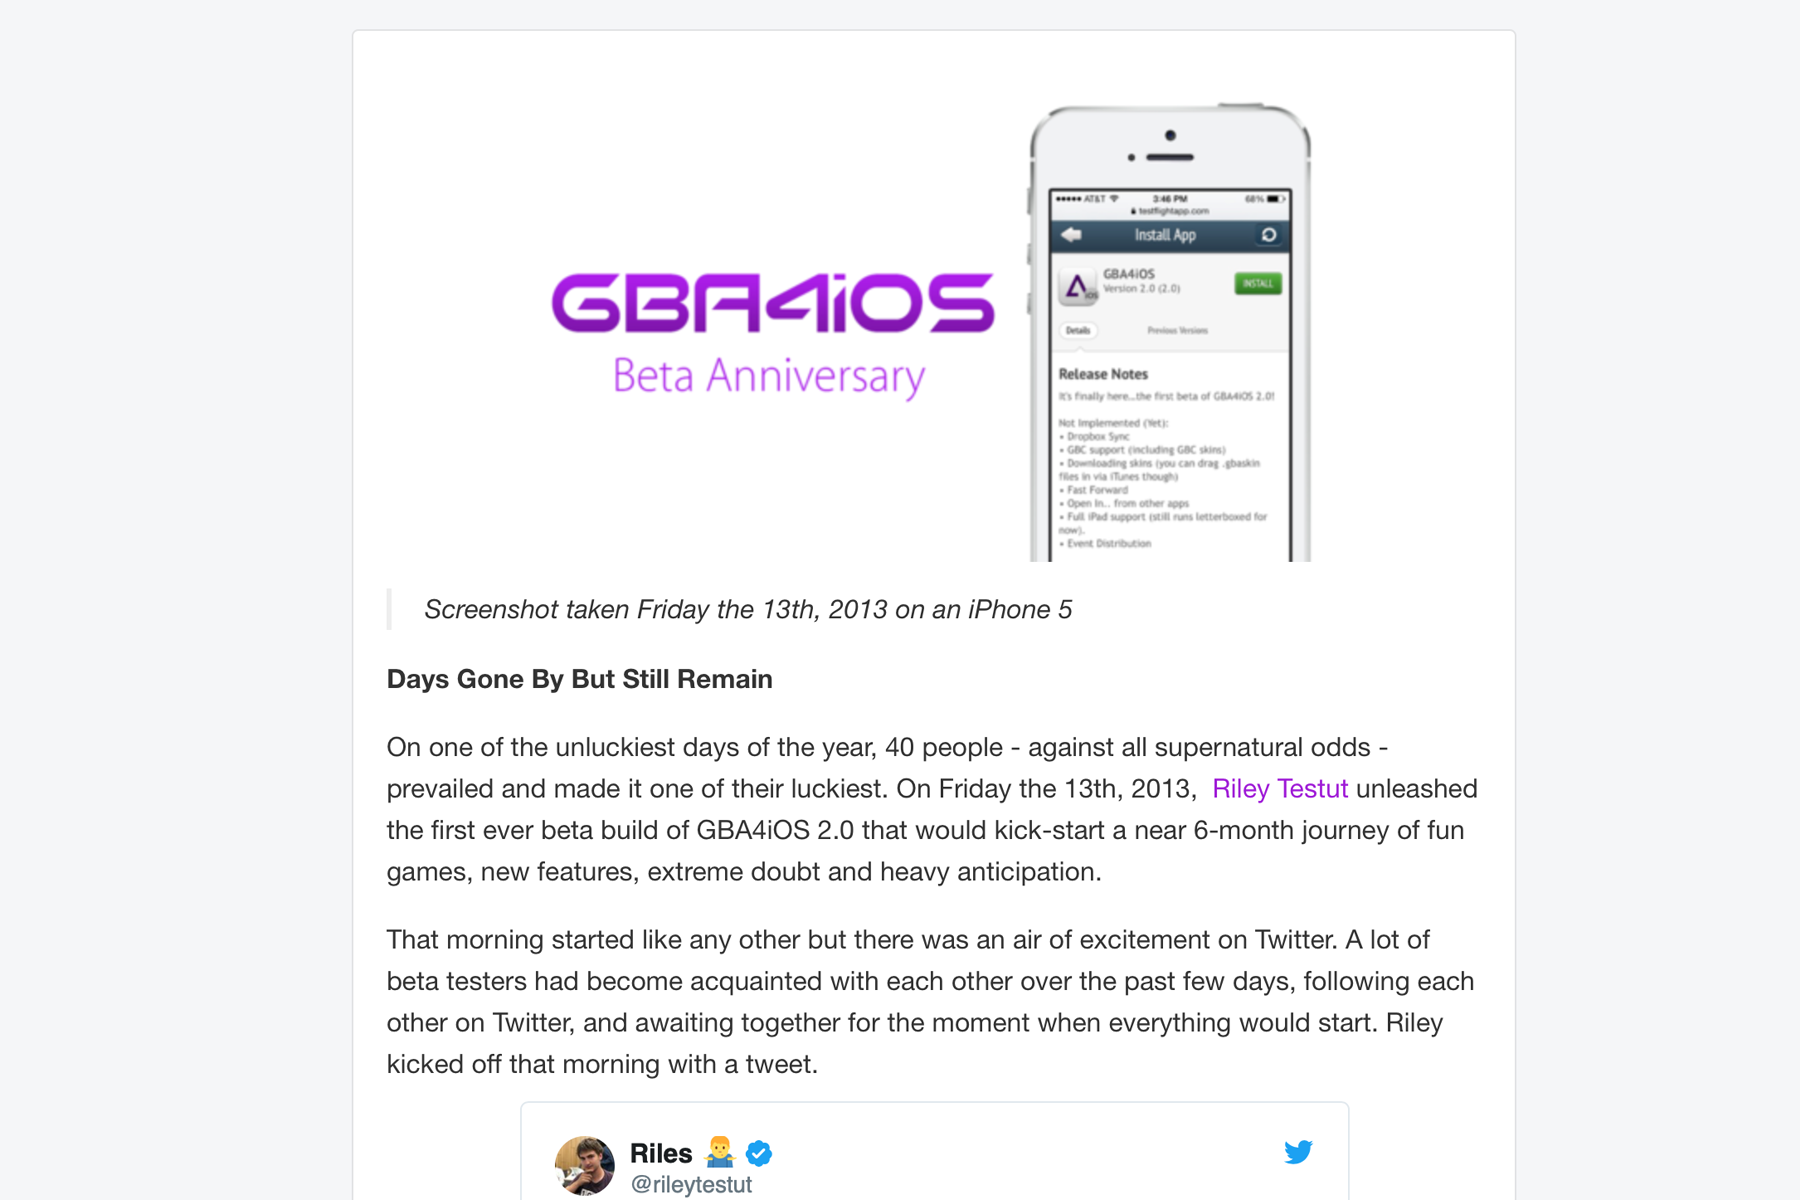 ●●●●● AT&T 3:46 PM 68%
testflightapp.com
Install App
GBA4iOS
Version 2.0 (2.0)
INSTALL
iOS
Details Previous Versions
GBA4iOS
Beta Anniversary
Release Notes
It's finally here...the first beta of GBA4iOS 2.0!
Not Implemented (Yet):
• Dropbox Sync
• GBC support (including GBC skins)
• Downloading skins (you can drag .gbaskin
files in via iTunes though)
• Fast Forward
• Open In.. from other apps
• Full iPad support (still runs letterboxed for
now).
• Event Distribution
Screenshot taken Friday the 13th, 2013 on an iPhone 5
Days Gone By But Still Remain
On one of the unluckiest days of the year, 40 people - against all supernatural odds -
prevailed and made it one of their luckiest. On Friday the 13th, 2013, Riley Testut unleashed
the first ever beta build of GBA4iOS 2.0 that would kick-start a near 6-month journey of fun
games, new features, extreme doubt and heavy anticipation.
That morning started like any other but there was an air of excitement on Twitter. A lot of
beta testers had become acquainted with each other over the past few days, following each
other on Twitter, and awaiting together for the moment when everything would start. Riley
kicked off that morning with a tweet.
Riles 🤷‍♂️
@rileytestut